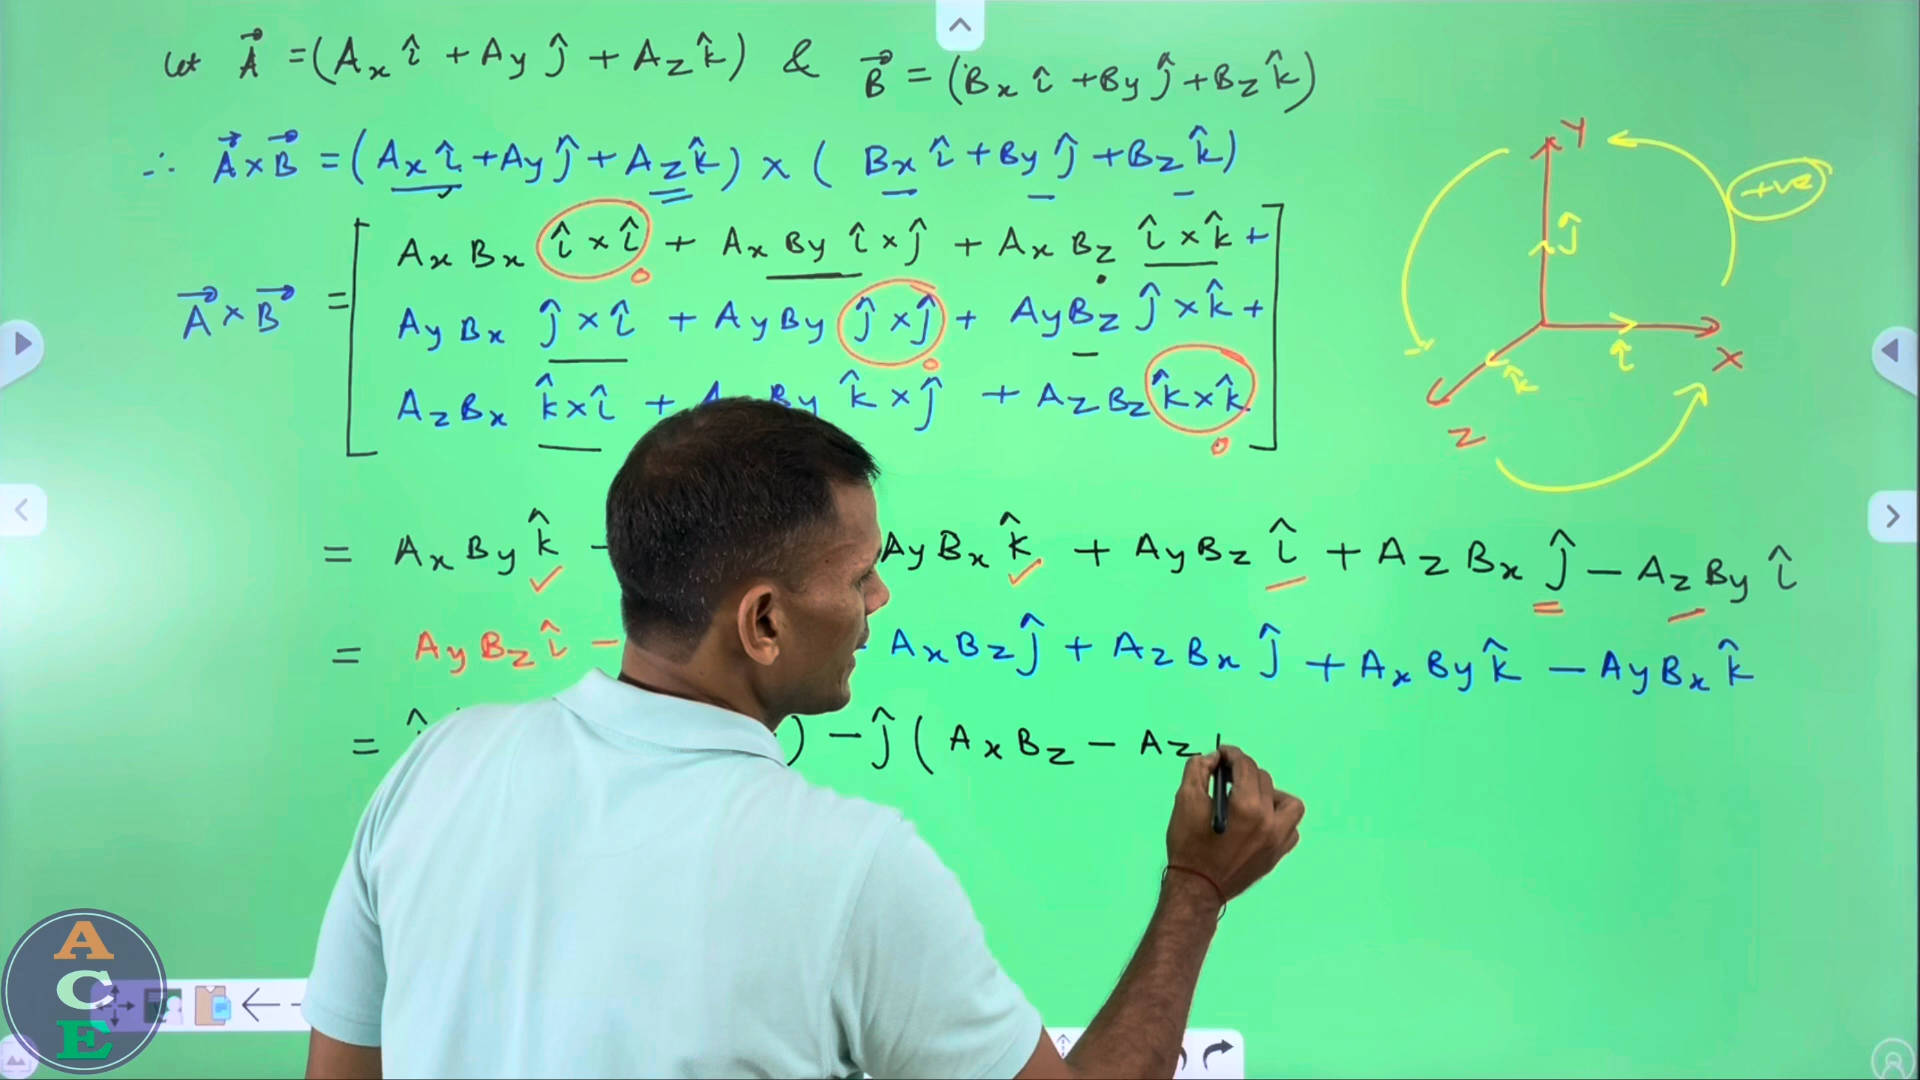 let A⃗ = (Aₓ î + Ay ĵ + Az k̂) & B⃗ = (Bₓ î + By ĵ + Bz k̂)
∴ A⃗ × B⃗ = (Aₓ î + Ay ĵ + Az k̂) × ( Bₓ î + By ĵ + Bz k̂)
Aₓ Bₓ î × î + Aₓ By î × ĵ + Aₓ Bz î × k̂ +
0
A⃗ × B⃗ =
Ay Bₓ ĵ × î + Ay By ĵ × ĵ + Ay Bz ĵ × k̂ +
0
Az Bₓ k̂ × î + By k̂ × ĵ + Az Bz k̂ × k̂
0
= Aₓ By k̂ - Ay Bₓ k̂ + Ay Bz î + Az Bₓ ĵ - Az By î
= Ay Bz î - Aₓ Bz ĵ + Az Bₓ ĵ + Aₓ By k̂ - Ay Bₓ k̂
= ) - ĵ ( Aₓ Bz - Az
Y
+ve
ĵ
î
k̂
X
Z
A
C
E